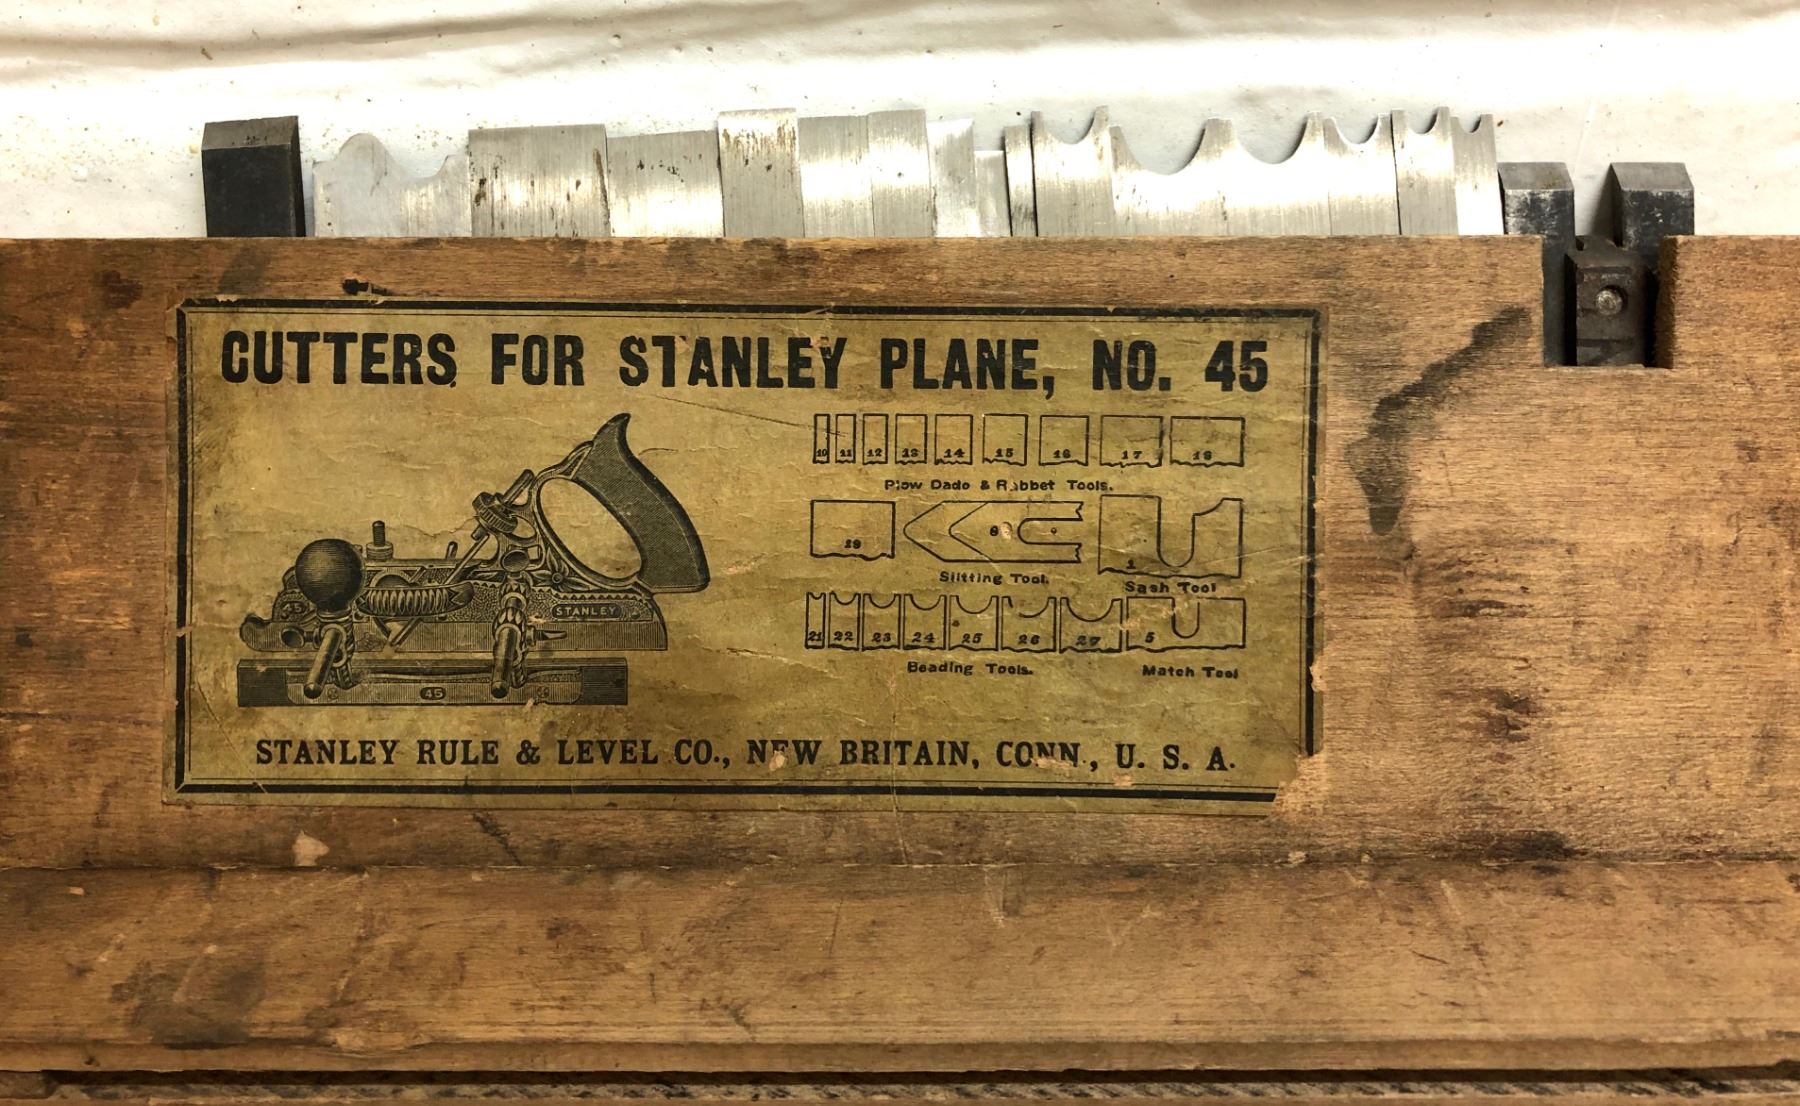 CUTTERS FOR STANLEY PLANE, NO. 45
10 11 12 13 14 15 16 17 18
Plow Dado & Rabbet Tools.
19 8 1
Slitting Tool.
Sash Tool
21 22 23 24 25 26 27 5
Beading Tools.
Match Tool
45 STANLEY
45
STANLEY RULE & LEVEL CO., NEW BRITAIN, CONN., U. S. A.